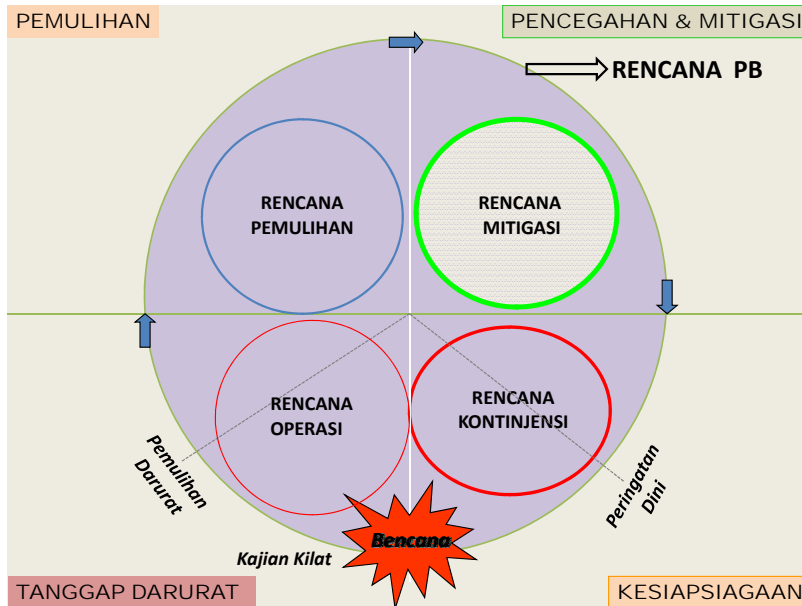 PEMULIHAN
PENCEGAHAN & MITIGASI
RENCANA PB
RENCANA
PEMULIHAN
RENCANA
MITIGASI
RENCANA
OPERASI
RENCANA
KONTINJENSI
Pemulihan
Darurat
Peringatan
Dini
Bencana
Kajian Kilat
TANGGAP DARURAT
KESIAPSIAGAAN